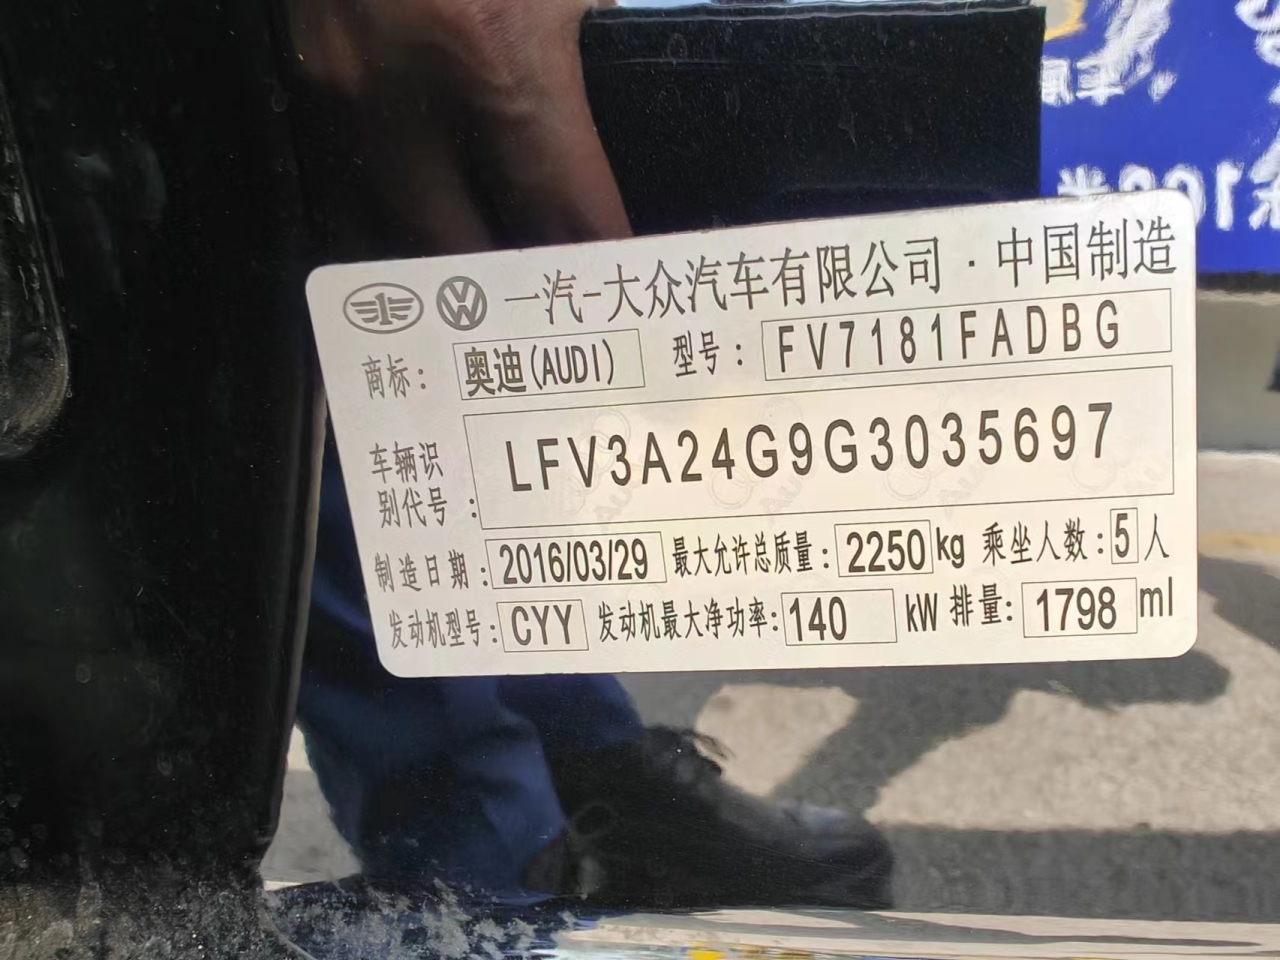 一汽-大众汽车有限公司·中国制造
商标： 奥迪(AUDI) 型号： FV7181FADBG
车辆识别代号： LFV3A24G9G3035697
制造日期： 2016/03/29 最大允许总质量： 2250 kg 乘坐人数： 5 人
发动机型号： CYY 发动机最大净功率： 140 kW 排量： 1798 ml